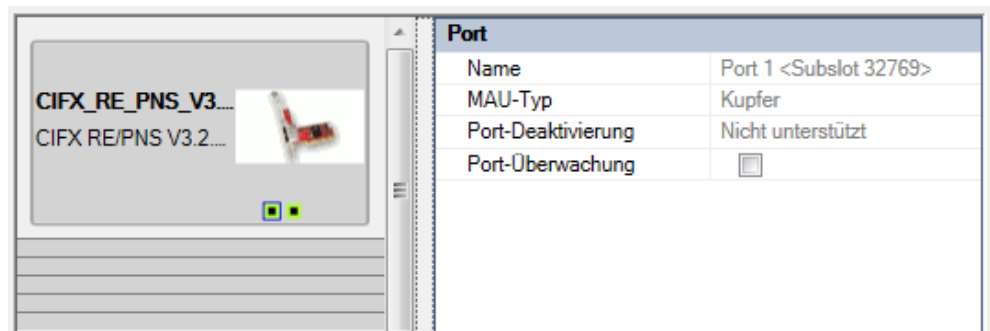 CIFX_RE_PNS_V3....
CIFX RE/PNS V3.2....
Port
Name Port 1 <Subslot 32769>
MAU-Typ Kupfer
Port-Deaktivierung Nicht unterstützt
Port-Überwachung